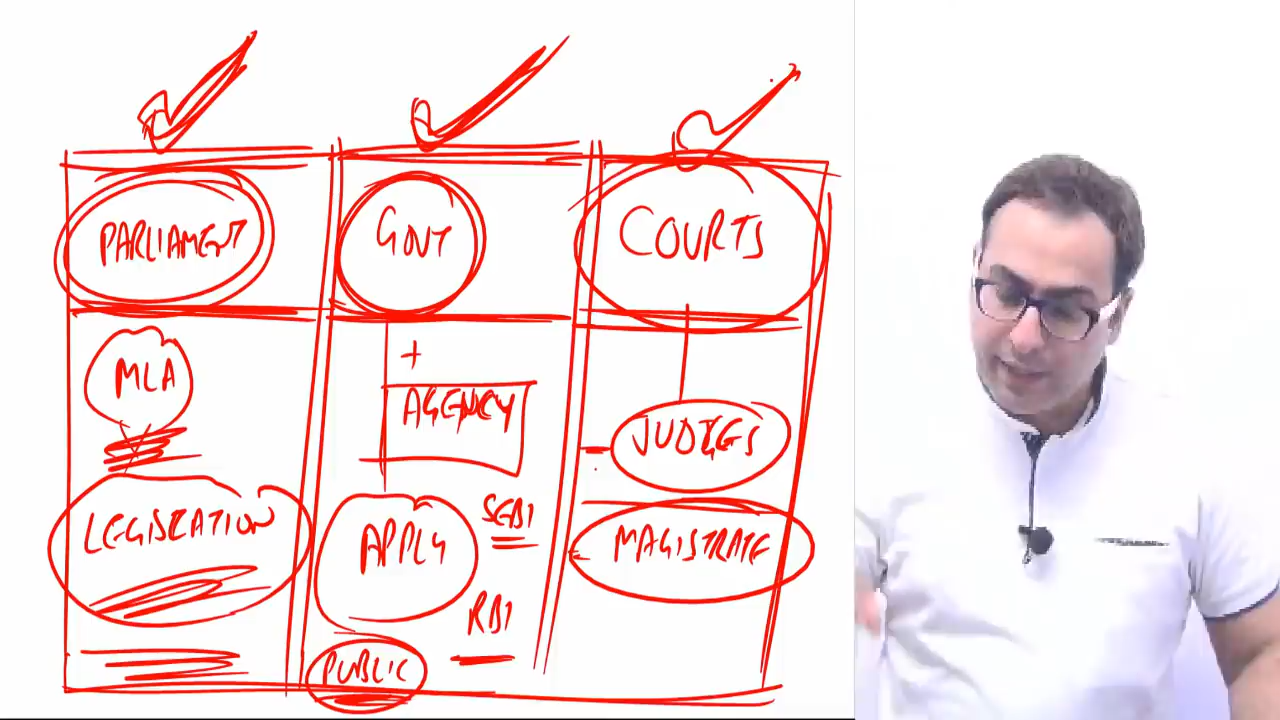 PARLIAMENT
GOVT
COURTS
MLA
+
AGENCY
JUDGES
LEGISLATION
APPLY
SEBI
MAGISTRATE
RBI
PUBLIC